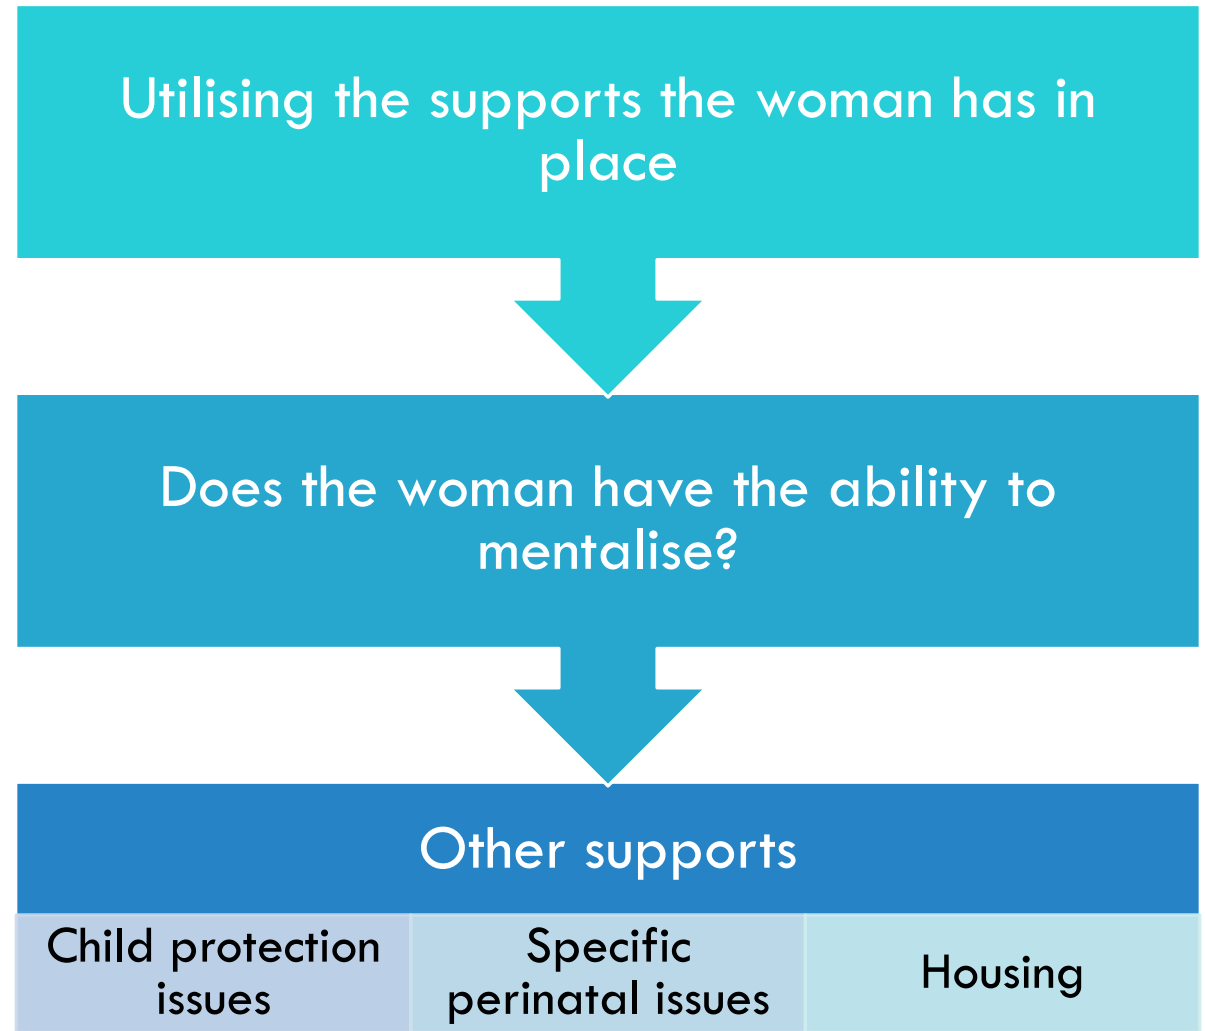 Utilising the supports the woman has in
place
Does the woman have the ability to
mentalise?
Other supports
Child protection
issues
Specific
perinatal issues
Housing